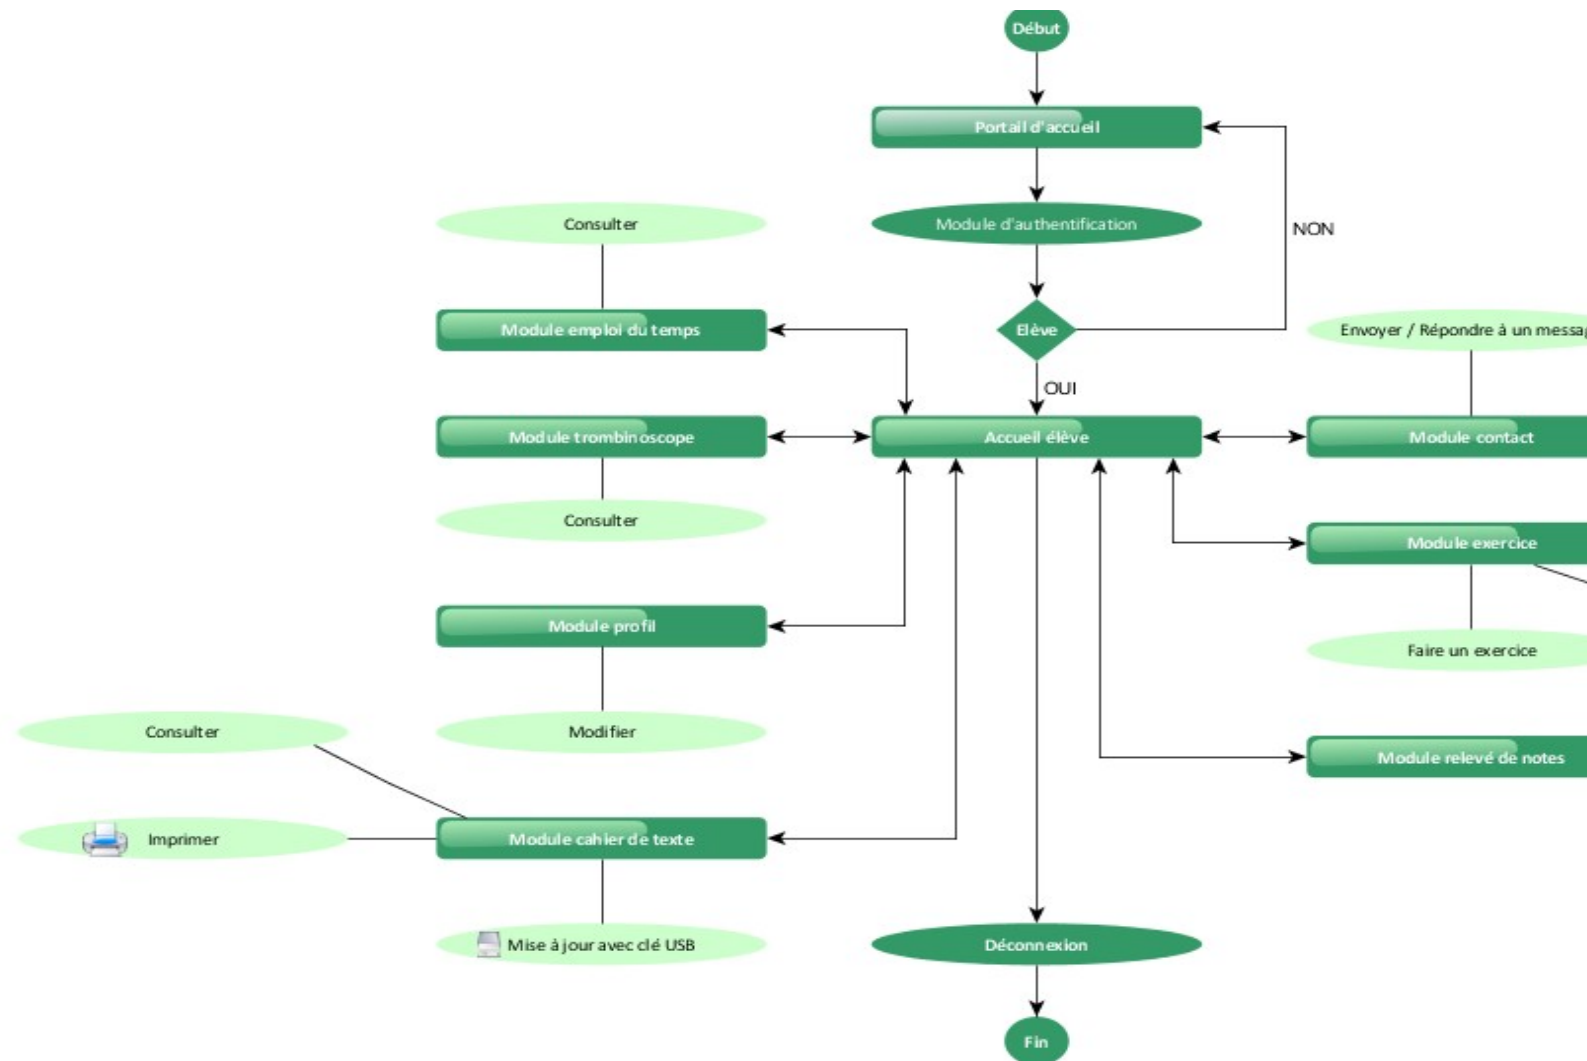 Début
Portail d'accueil
Module d'authentification
NON
Consulter
Module emploi du temps
Elève
Envoyer / Répondre à un
OUI
Module trombinoscope
Accueil élève
Module contact
Consulter
Module exercice
Module profil
Faire un exercice
Consulter
Modifier
Module relevé de notes
Imprimer
Module cahier de texte
Mise à jour avec clé USB
Déconnexion
Fin